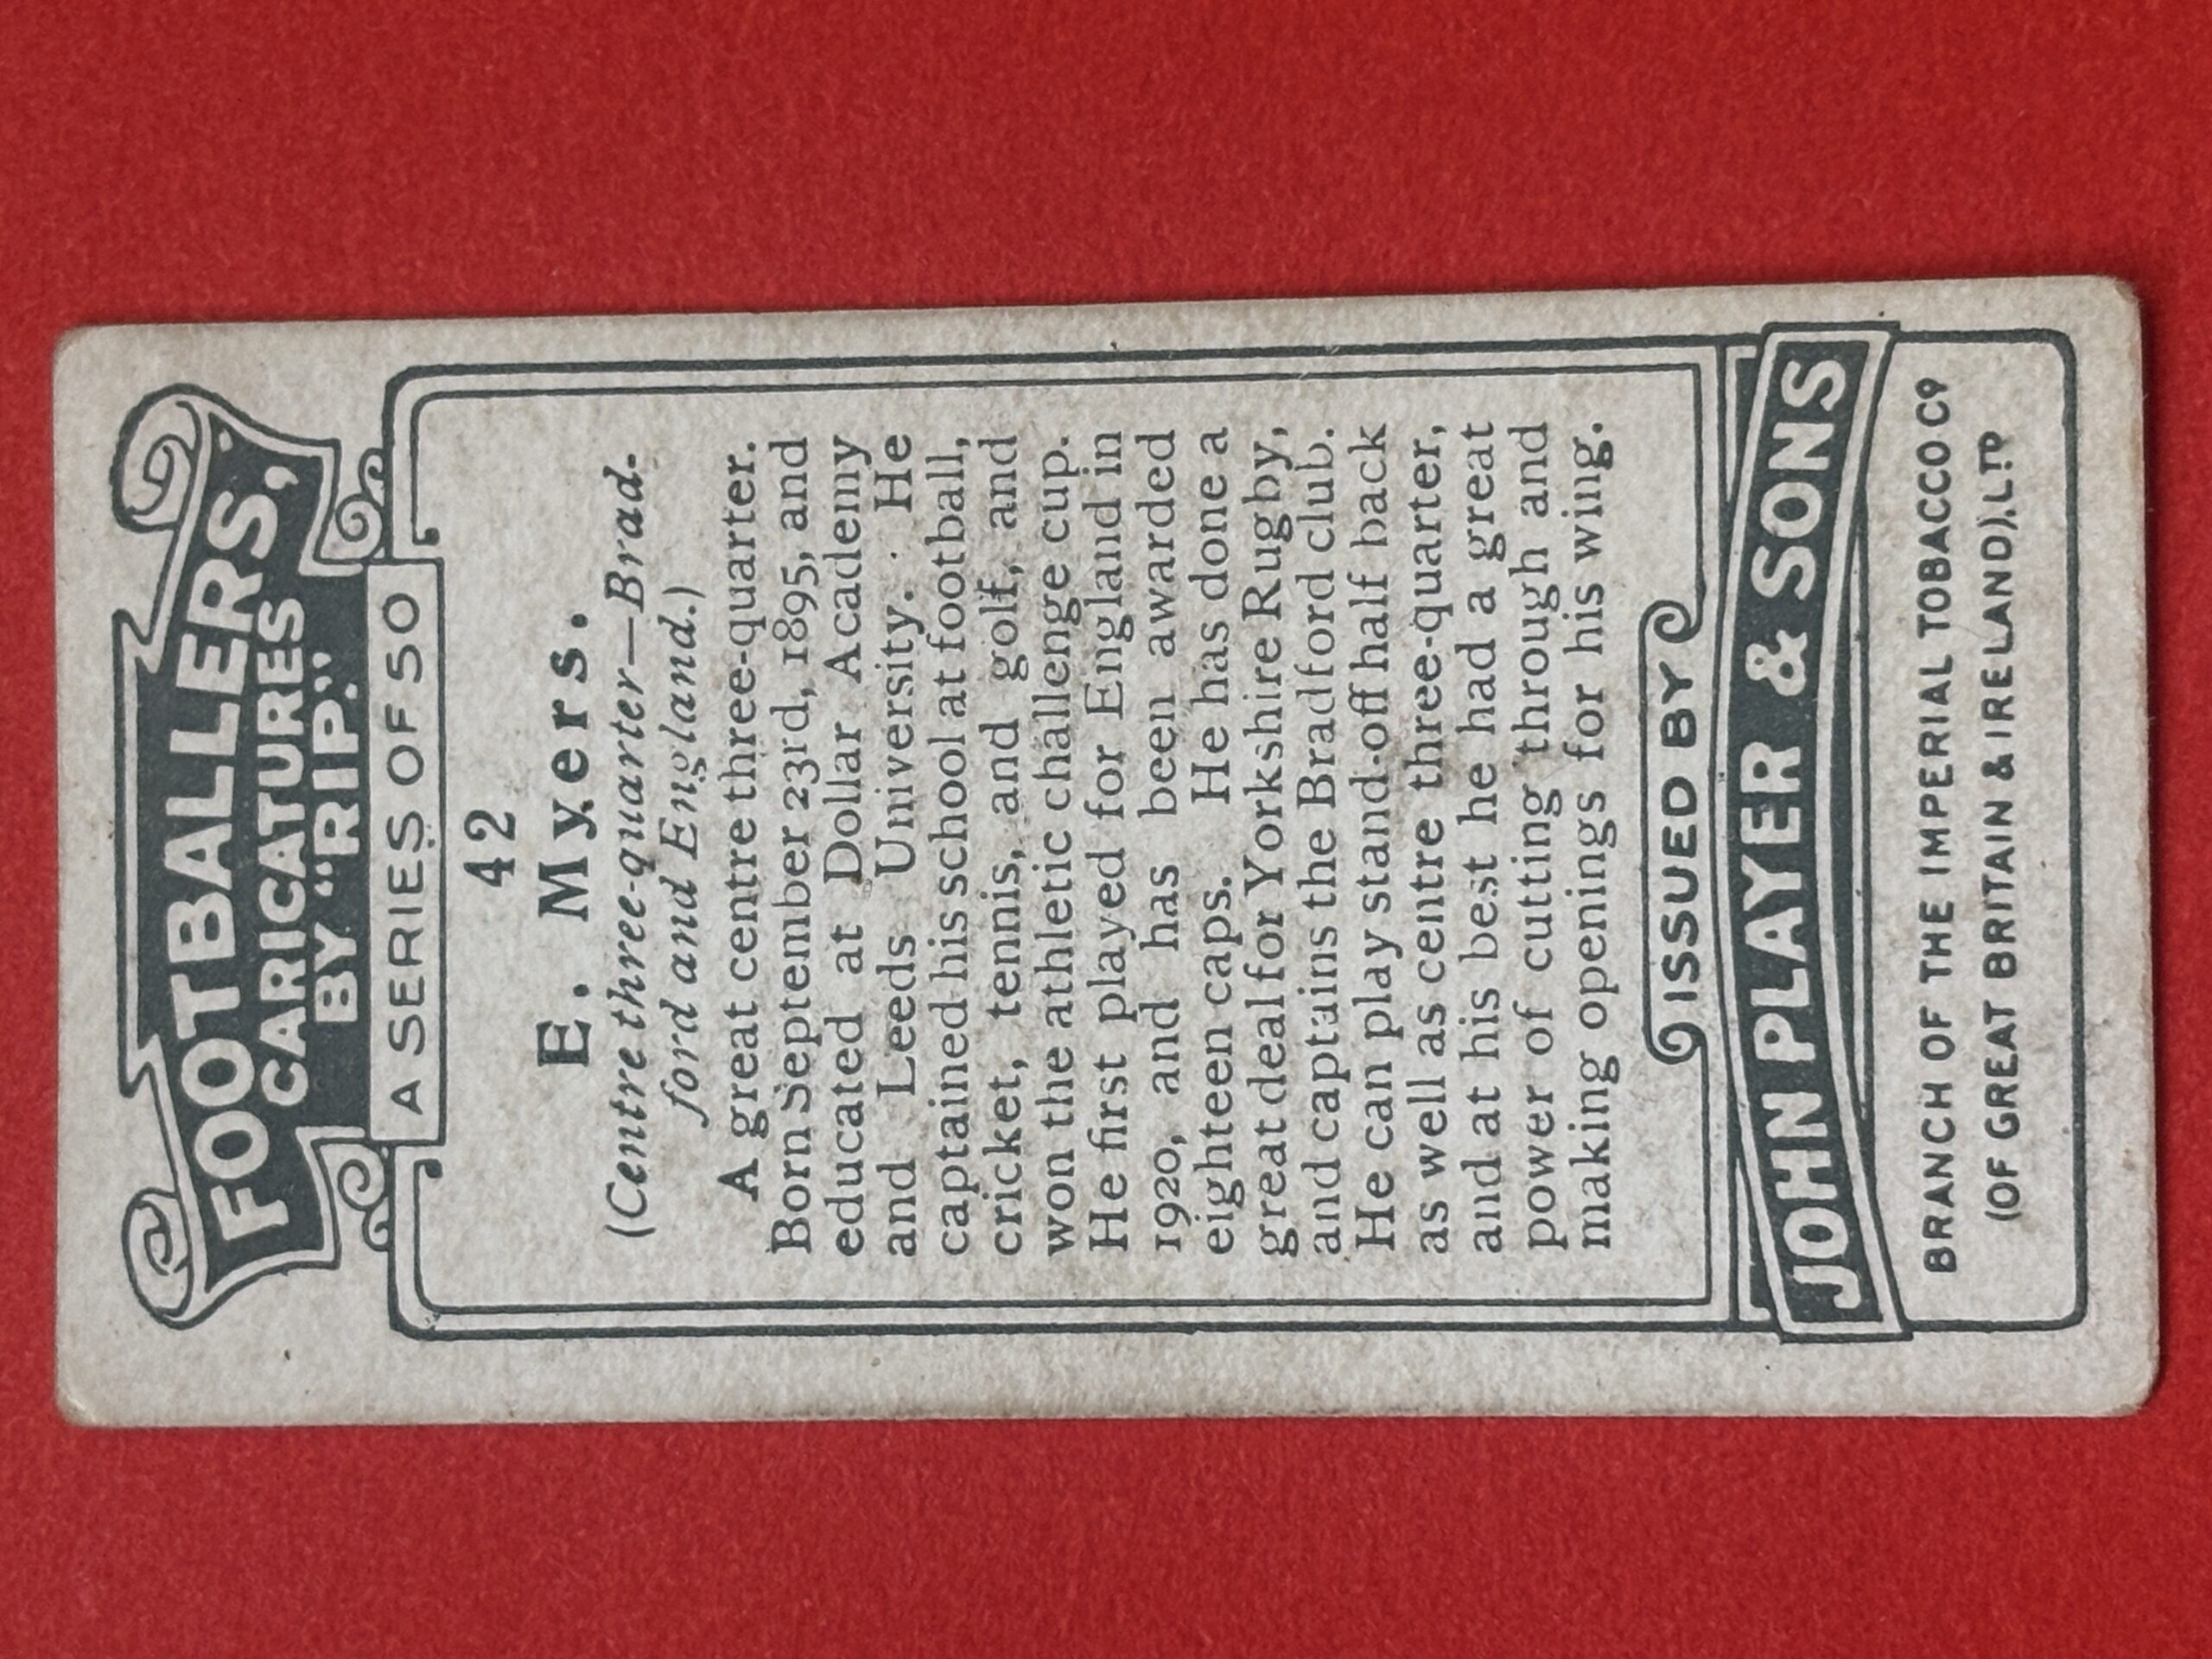 FOOTBALLERS,
CARICATURES
BY "RIP."
A SERIES OF 50
42
E. Myers.
(Centre three-quarter—Brad-
ford and England.)
A great centre three-quarter.
Born September 23rd, 1895, and
educated at Dollar Academy
and Leeds University. He
captained his school at football,
cricket, tennis, and golf, and
won the athletic challenge cup.
He first played for England in
1920, and has been awarded
eighteen caps. He has done a
great deal for Yorkshire Rugby,
and captains the Bradford club.
He can play stand-off half back
as well as centre three-quarter,
and at his best he had a great
power of cutting through and
making openings for his wing.
ISSUED BY
JOHN PLAYER & SONS
BRANCH OF THE IMPERIAL TOBACCO CO
(OF GREAT BRITAIN & IRELAND), LTD